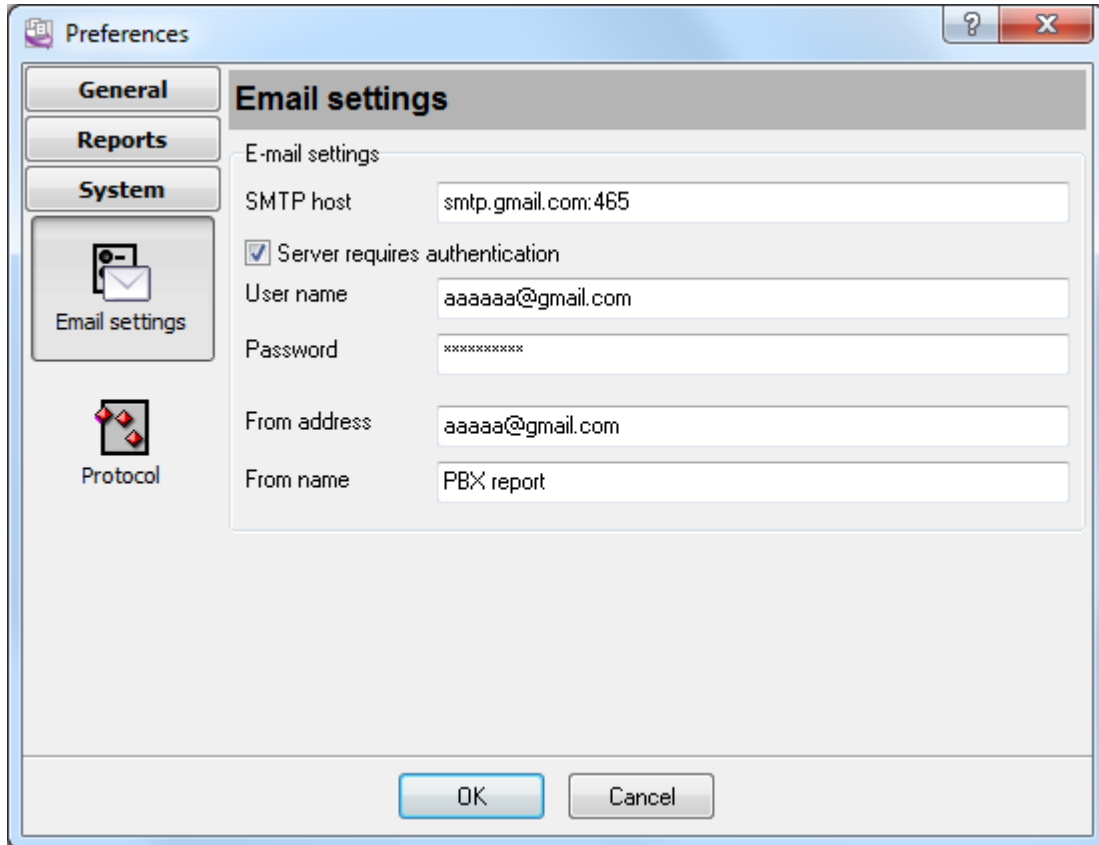 Preferences
General
Reports
System
Email settings
Protocol
Email settings
E-mail settings
SMTP host smtp.gmail.com:465
Server requires authentication
User name aaaaaa@gmail.com
Password **********
From address aaaaa@gmail.com
From name PBX report
OK Cancel